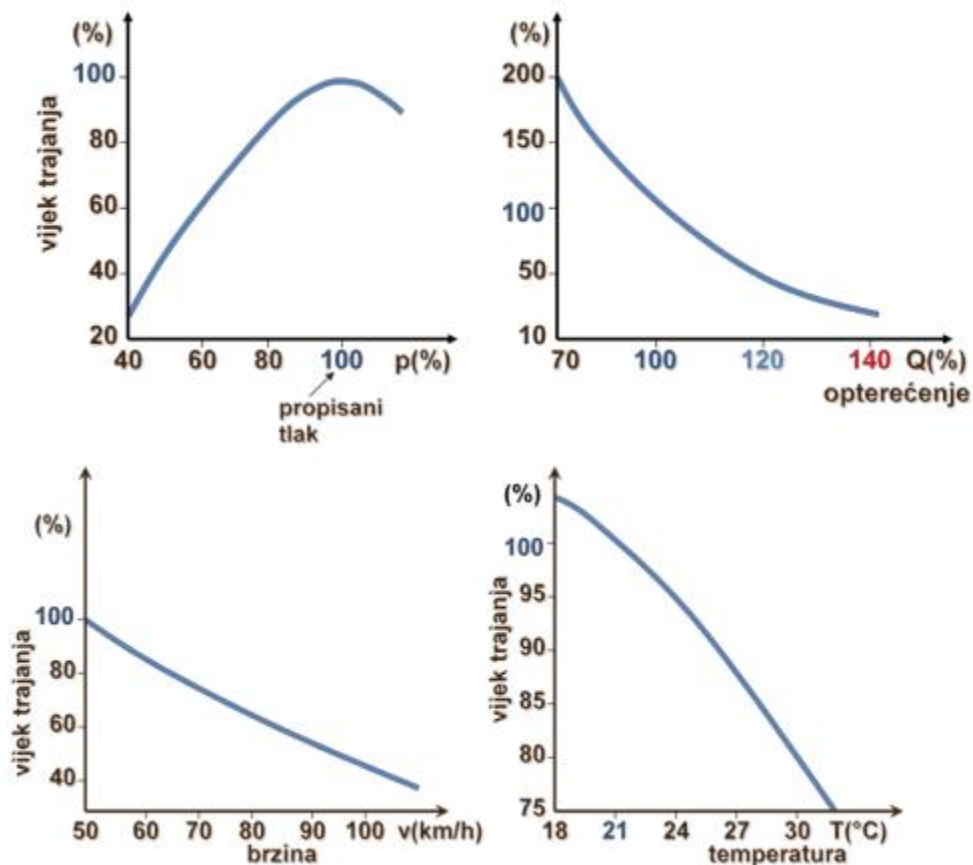 (%)
100
80
60
40
20
vijek trajanja
40 60 80 100 p(%)
propisani
tlak
(%)
200
150
100
50
10
70 100 120 140 Q(%)
opterećenje
(%)
100
80
60
40
vijek trajanja
50 60 70 80 90 100 v(km/h)
brzina
(%)
100
95
90
85
80
75
vijek trajanja
18 21 24 27 30 T(°C)
temperatura